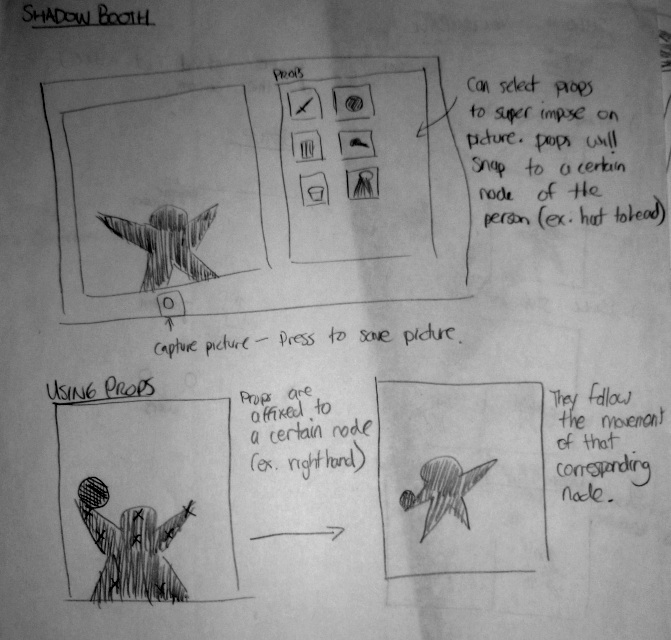 SHADOW BOOTH
PROPS
Can select props
to super impose on
picture. props will
snap to a certain
node of the
person (ex. hat to head)
capture picture - Press to save picture.
USING PROPS
Props are
affixed to
a certain node
(ex. right hand)
They follow
the movement
of that
corresponding
node.